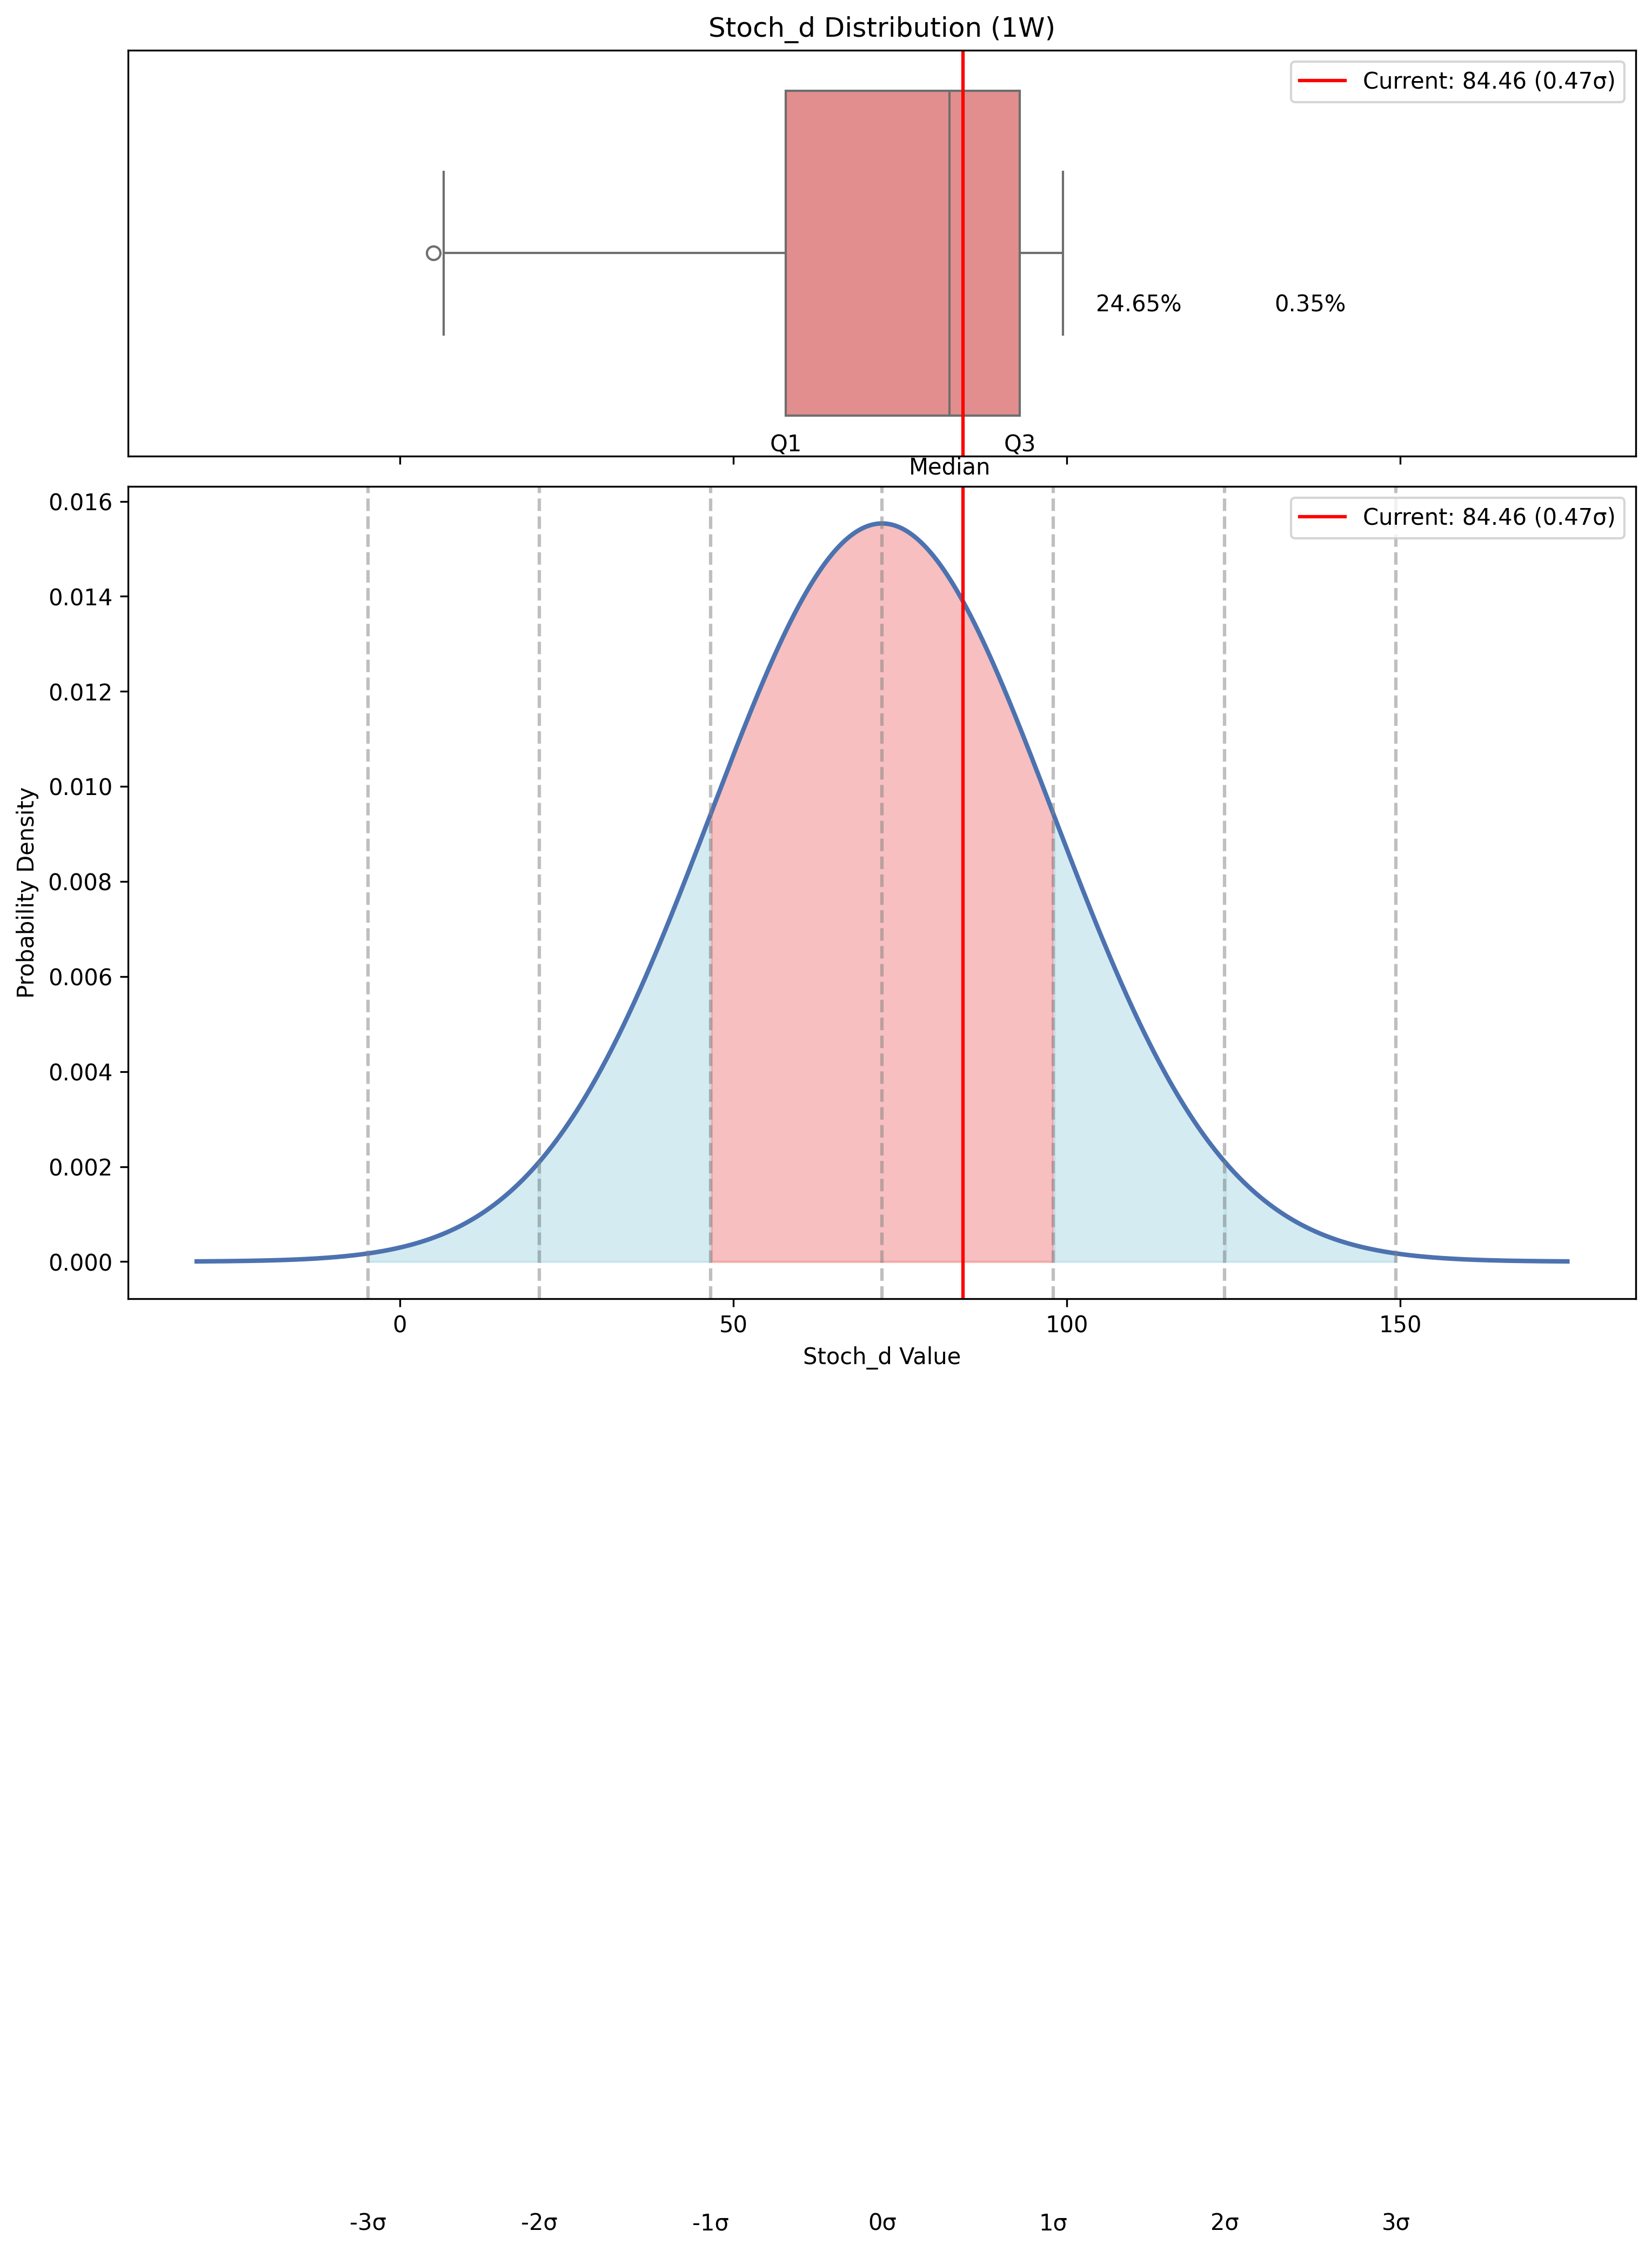 Stoch_d Distribution (1W)
Current: 84.46 (0.47σ)
24.65% 0.35%
Q1 Q3
Median
Current: 84.46 (0.47σ)
0.016
0.014
0.012
0.010
0.008
0.006
0.004
0.002
0.000
Probability Density
0 50 100 150
Stoch_d Value
-3σ -2σ -1σ 0σ 1σ 2σ 3σ